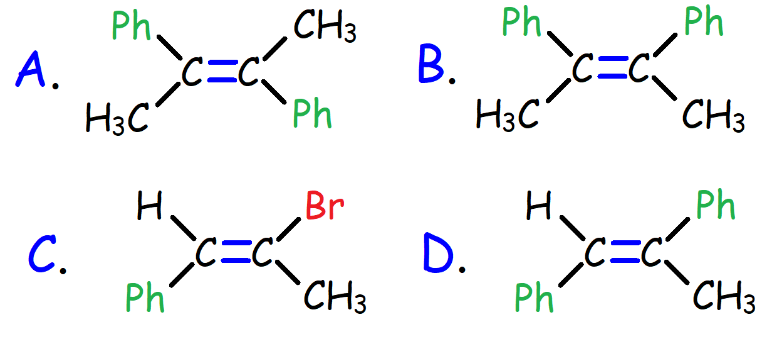 Ph CH3 Ph Ph
A. C=C B. C=C
H3C Ph H3C CH3
H Br H Ph
C. C=C D. C=C
Ph CH3 Ph CH3